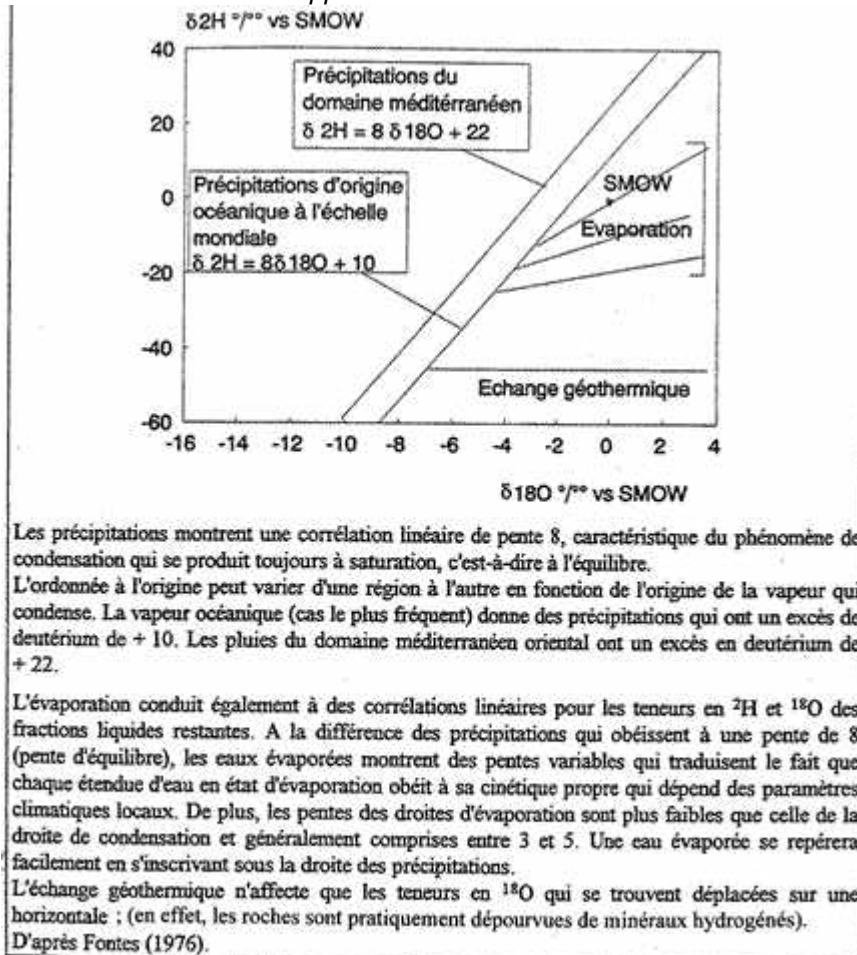 δ2H °/°° vs SMOW
40
20
0
-20
-40
-60
Précipitations du
domaine méditérranéen
δ 2H = 8 δ 18O + 22
Précipitations d'origine
océanique à l'échelle
mondiale
δ 2H = 8δ 18O + 10
SMOW
Evaporation
Echange géothermique
-16 -14 -12 -10 -8 -6 -4 -2 0 2 4
δ18O °/°° vs SMOW
Les précipitations montrent une corrélation linéaire de pente 8, caractéristique du phénomène de
condensation qui se produit toujours à saturation, c'est-à-dire à l'équilibre.
L'ordonnée à l'origine peut varier d'une région à l'autre en fonction de l'origine de la vapeur qui
condense. La vapeur océanique (cas le plus fréquent) donne des précipitations qui ont un excès de
deutérium de + 10. Les pluies du domaine méditerranéen oriental ont un excès en deutérium de
+ 22.
L'évaporation conduit également à des corrélations linéaires pour les teneurs en ²H et ¹⁸O des
fractions liquides restantes. A la différence des précipitations qui obéissent à une pente de 8
(pente d'équilibre), les eaux évaporées montrent des pentes variables qui traduisent le fait que
chaque étendue d'eau en état d'évaporation obéit à sa cinétique propre qui dépend des paramètres
climatiques locaux. De plus, les pentes des droites d'évaporation sont plus faibles que celle de la
droite de condensation et généralement comprises entre 3 et 5. Une eau évaporée se repérera
facilement en s'inscrivant sous la droite des précipitations.
L'échange géothermique n'affecte que les teneurs en ¹⁸O qui se trouvent déplacées sur une
horizontale ; (en effet, les roches sont pratiquement dépourvues de minéraux hydrogénés).
D'après Fontes (1976).